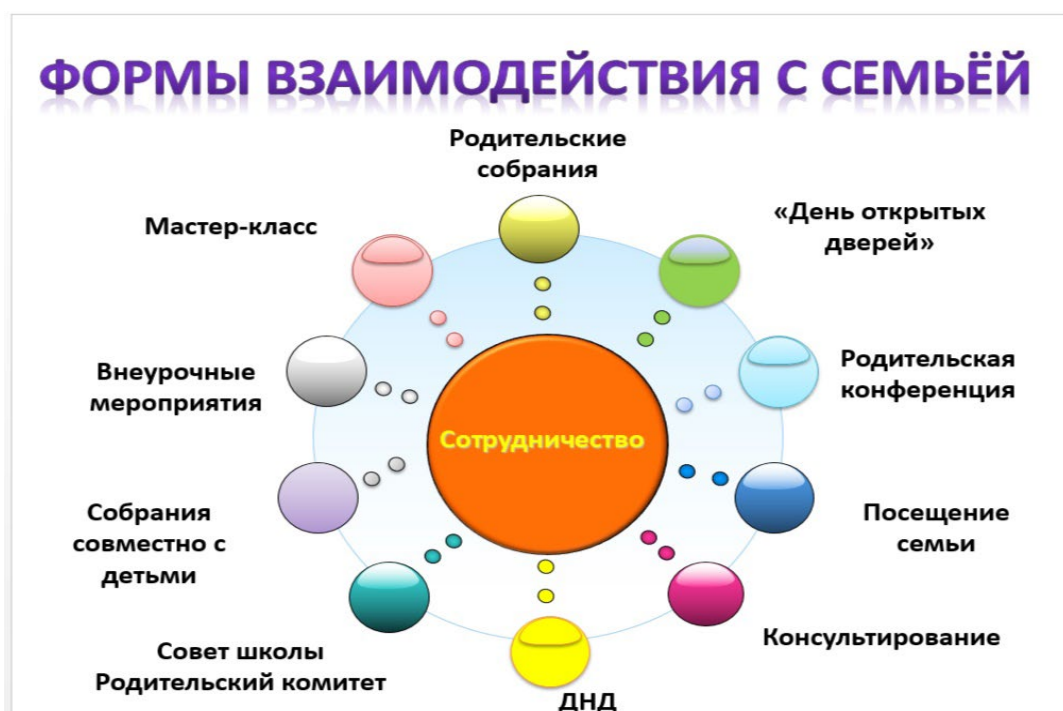 ФОРМЫ ВЗАИМОДЕЙСТВИЯ С СЕМЬЁЙ
Родительские
собрания
«День открытых
дверей»
Родительская
конференция
Посещение
семьи
Консультирование
ДНД
Совет школы
Родительский комитет
Собрания
совместно с
детьми
Внеурочные
мероприятия
Мастер-класс
Сотрудничество